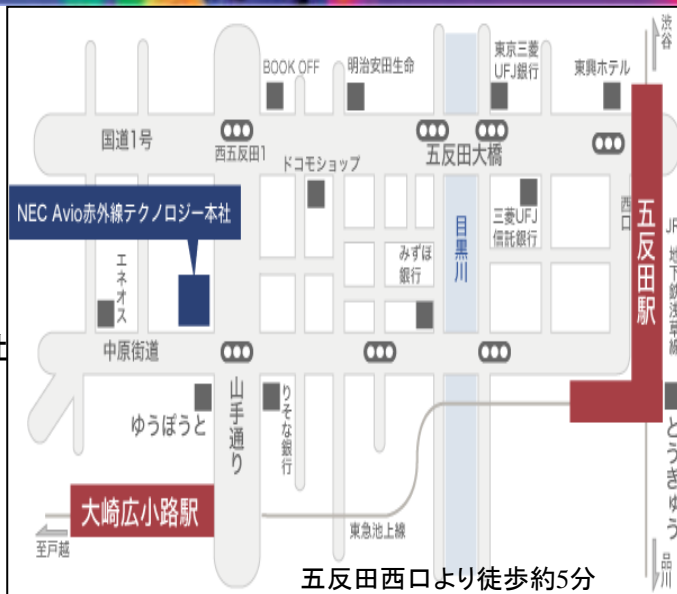 渋谷
東京三菱
UFJ銀行
BOOK OFF
明治安田生命
東興ホテル
国道1号
西五反田1
五反田大橋
ドコモショップ
NEC Avio赤外線テクノロジー本社
三菱UFJ
信託銀行
西口
五反田駅
JR
地下鉄浅草線
目黒川
みずほ
銀行
エネオス
中原街道
山手通り
りそな銀行
ゆうぽうと
とうきゅう
大崎広小路駅
東急池上線
至戸越
品川
五反田西口より徒歩約5分